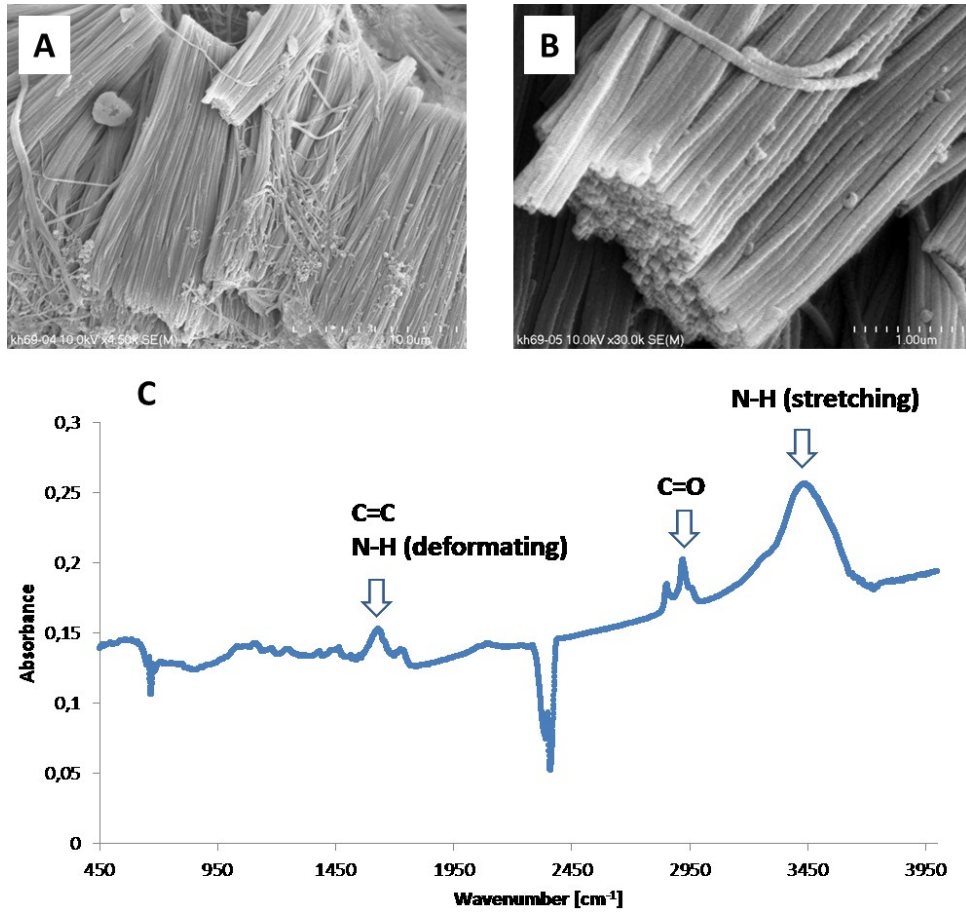 A
B
kh69-04 10.0kV x4.50k SE(M)
10.0um
kh69-05 10.0kV x30.0k SE(M)
1.00um
C
N-H (stretching)
C=O
C=C
N-H (deformating)
0,3
0,25
0,2
0,15
0,1
0,05
0
Absorbance
450
950
1450
1950
2450
2950
3450
3950
Wavenumber [cm⁻¹]